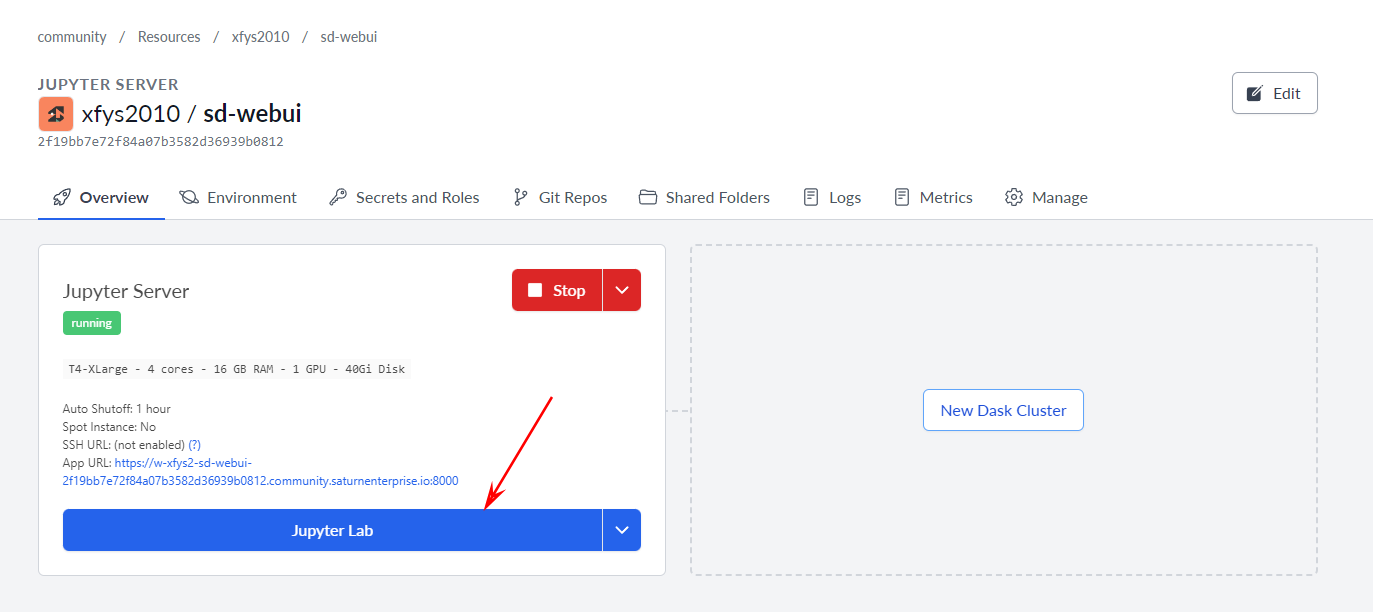 community / Resources / xfys2010 / sd-webui
JUPYTER SERVER
Edit
xfys2010 / sd-webui
2f19bb7e72f84a07b3582d36939b0812
Overview Environment Secrets and Roles Git Repos Shared Folders Logs Metrics Manage
Jupyter Server
Stop
running
T4-XLarge - 4 cores - 16 GB RAM - 1 GPU - 40Gi Disk
Auto Shutoff: 1 hour
Spot Instance: No
SSH URL: (not enabled) (?)
App URL: https://w-xfys2-sd-webui-
2f19bb7e72f84a07b3582d36939b0812.community.saturnenterprise.io:8000
Jupyter Lab
New Dask Cluster